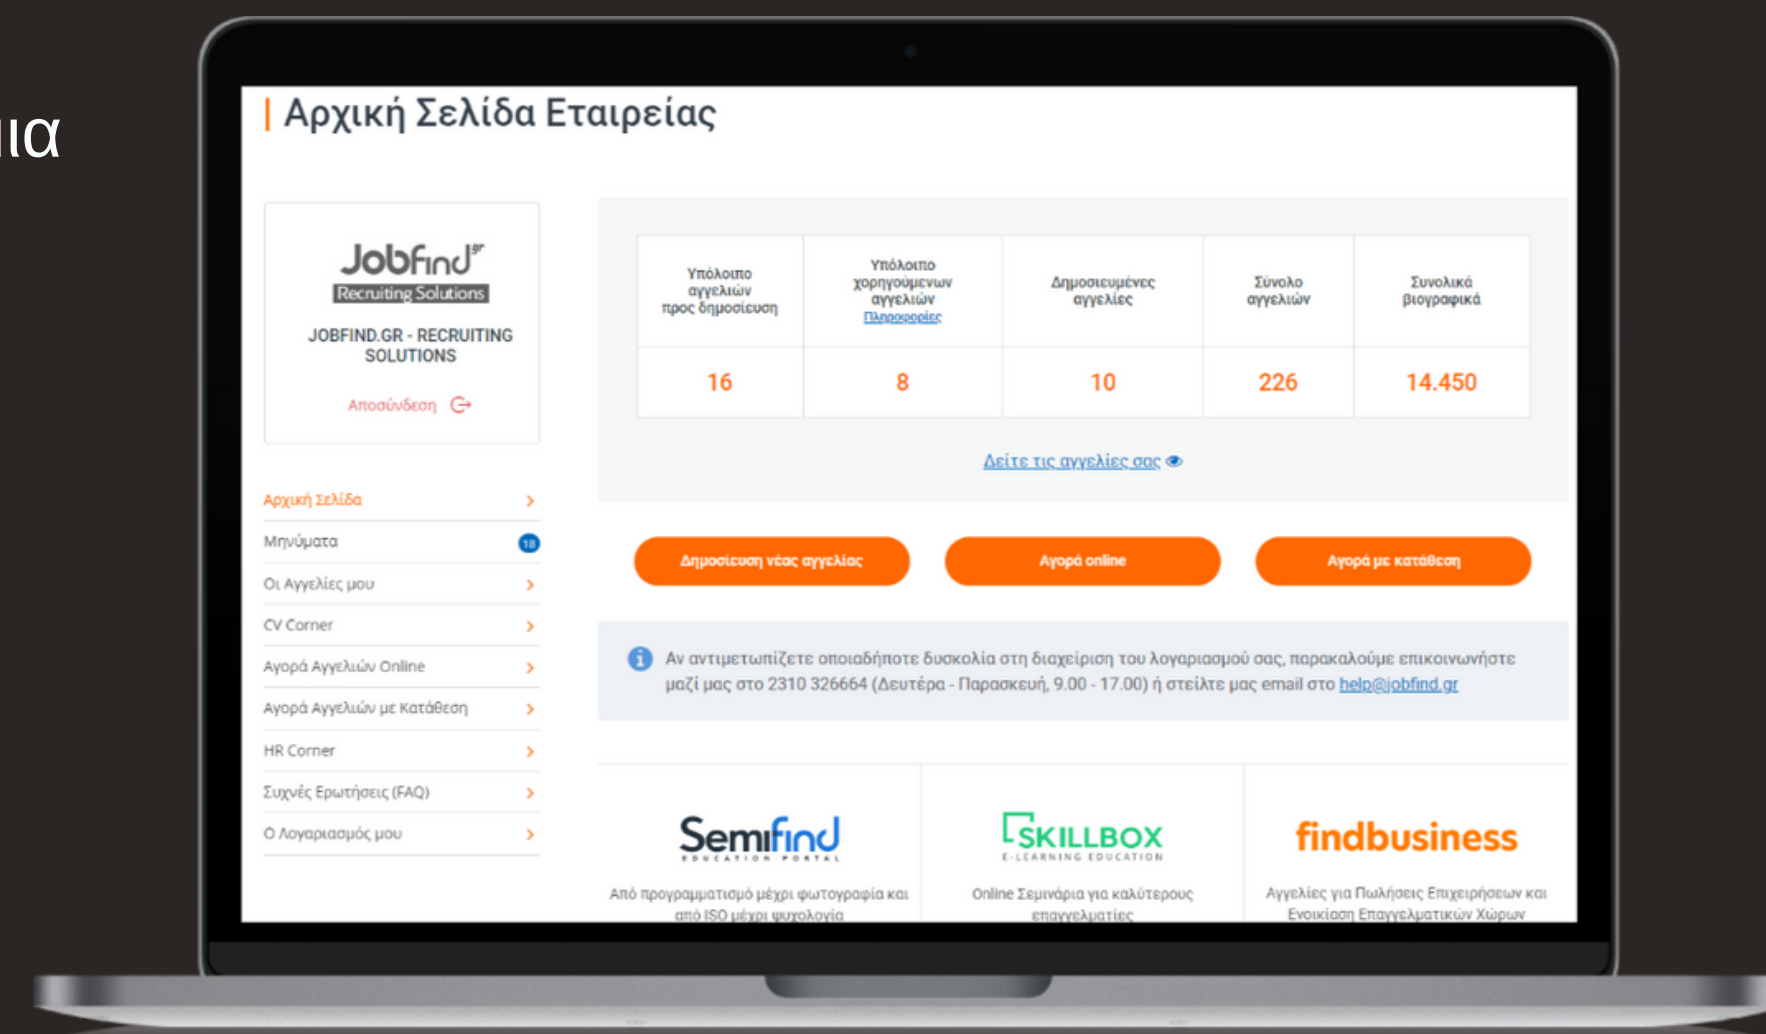 Αρχική Σελίδα Εταιρείας
Jobfind.gr
Recruiting Solutions
JOBFIND.GR - RECRUITING
SOLUTIONS
Αποσύνδεση
Αρχική Σελίδα
Μηνύματα 18
Οι Αγγελίες μου
CV Corner
Αγορά Αγγελιών Online
Αγορά Αγγελιών με Κατάθεση
HR Corner
Συχνές Ερωτήσεις (FAQ)
Ο Λογαριασμός μου
Υπόλοιπο
αγγελιών
προς δημοσίευση
16
Υπόλοιπο
χορηγούμενων
αγγελιών
Πληροφορίες
8
Δημοσιευμένες
αγγελίες
10
Σύνολο
αγγελιών
226
Συνολικά
βιογραφικά
14.450
Δείτε τις αγγελίες σας
Δημοσίευση νέας αγγελίας
Αγορά online
Αγορά με κατάθεση
Αν αντιμετωπίζετε οποιαδήποτε δυσκολία στη διαχείριση του λογαριασμού σας, παρακαλούμε επικοινωνήστε
μαζί μας στο 2310 326664 (Δευτέρα - Παρασκευή, 9.00 - 17.00) ή στείλτε μας email στο help@jobfind.gr
Semifind
EDUCATION PORTAL
Από προγραμματισμό μέχρι φωτογραφία και
από ISO μέχρι ψυχολογία
SKILLBOX
E-LEARNING EDUCATION
Online Σεμινάρια για καλύτερους
επαγγελματίες
findbusiness
Αγγελίες για Πωλήσεις Επιχειρήσεων και
Ενοικίαση Επαγγελματικών Χώρων